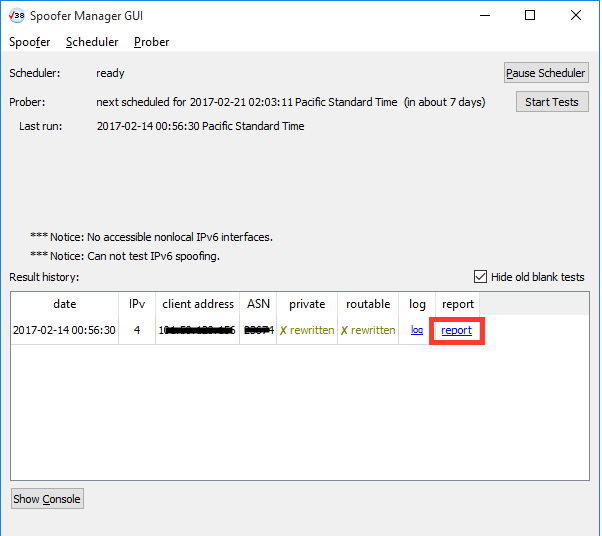 Spoofer Manager GUI
Spoofer Scheduler Prober
Scheduler: ready Pause Scheduler
Prober: next scheduled for 2017-02-21 02:03:11 Pacific Standard Time (in about 7 days) Start Tests
Last run: 2017-02-14 00:56:30 Pacific Standard Time
*** Notice: No accessible nonlocal IPv6 interfaces.
*** Notice: Can not test IPv6 spoofing.
Result history: Hide old blank tests
date IPv client address ASN private routable log report
2017-02-14 00:56:30 4 ✗ rewritten ✗ rewritten log report
Show Console